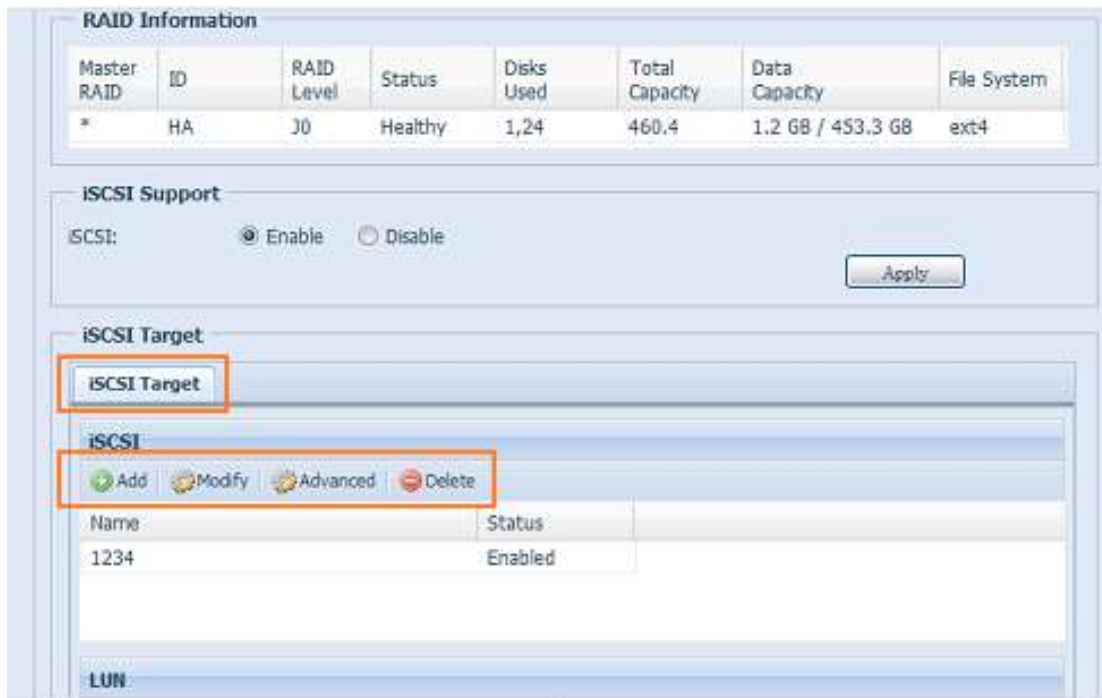 RAID Information
Master RAID ID RAID Level Status Disks Used Total Capacity Data Capacity File System
* HA J0 Healthy 1,24 460.4 1.2 GB / 453.3 GB ext4
iSCSI Support
iSCSI: Enable Disable
Apply
iSCSI Target
iSCSI Target
iSCSI
Add Modify Advanced Delete
Name Status
1234 Enabled
LUN